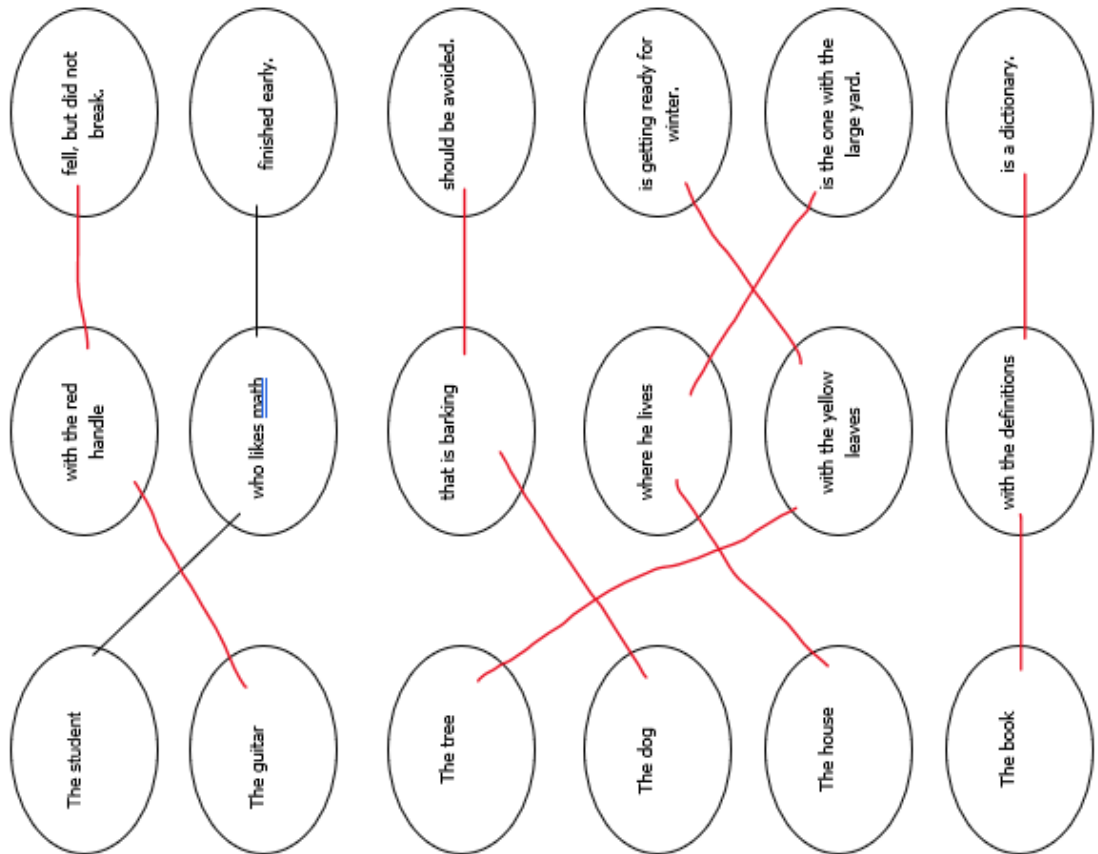 The student
who likes math
finished early.
The guitar
with the red
handle
fell, but did not
break.
The tree
that is barking
should be avoided.
The dog
where he lives
is getting ready for
winter.
The house
with the yellow
leaves
is the one with the
large yard.
The book
with the definitions
is a dictionary.